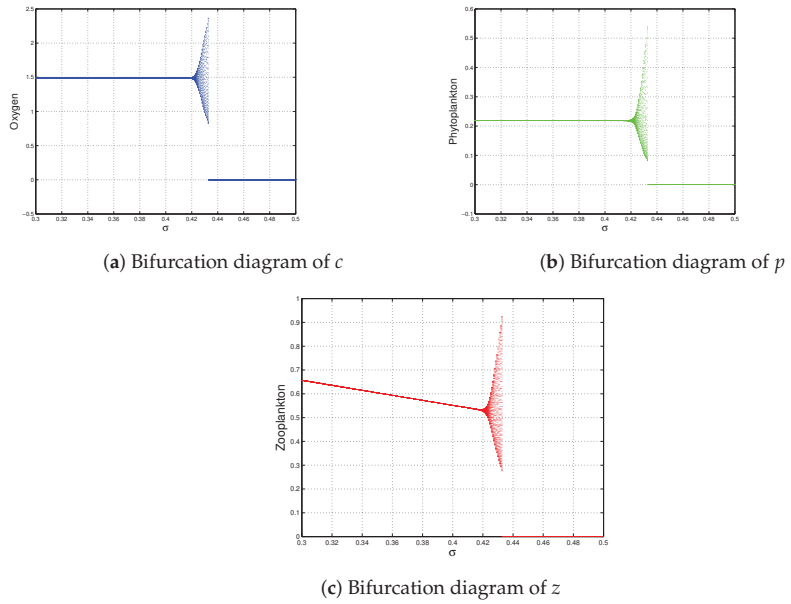 2.5
2
1.5
1
0.5
0
−0.5
Oxygen
0.3 0.32 0.34 0.36 0.38 0.4 0.42 0.44 0.46 0.48 0.5
σ
(a) Bifurcation diagram of c
0.6
0.5
0.4
0.3
0.2
0.1
0
−0.1
Phytoplankton
0.3 0.32 0.34 0.36 0.38 0.4 0.42 0.44 0.46 0.48 0.5
σ
(b) Bifurcation diagram of p
1
0.9
0.8
0.7
0.6
0.5
0.4
0.3
0.2
0.1
0
Zooplankton
0.3 0.32 0.34 0.36 0.38 0.4 0.42 0.44 0.46 0.48 0.5
σ
(c) Bifurcation diagram of z